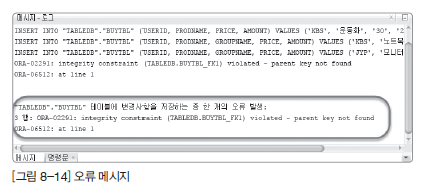 메시지 - 로그
INSERT INTO "TABLEDB"."BUYTBL" (USERID, PRODNAME, PRICE, AMOUNT) VALUES ('KBS', '운동화', '30', '2
INSERT INTO "TABLEDB"."BUYTBL" (USERID, PRODNAME, GROUPNAME, PRICE, AMOUNT) VALUES ('KBS', '노트북
INSERT INTO "TABLEDB"."BUYTBL" (USERID, PRODNAME, GROUPNAME, PRICE, AMOUNT) VALUES ('JYP', '모니터
ORA-02291: integrity constraint (TABLEDB.BUYTBL_FK1) violated - parent key not found
ORA-06512: at line 1
"TABLEDB"."BUYTBL" 테이블에 변경사항을 저장하는 중 한 개의 오류 발생:
3 행: ORA-02291: integrity constraint (TABLEDB.BUYTBL_FK1) violated - parent key not found
ORA-06512: at line 1
메시지 명령문
[그림 8-14] 오류 메시지